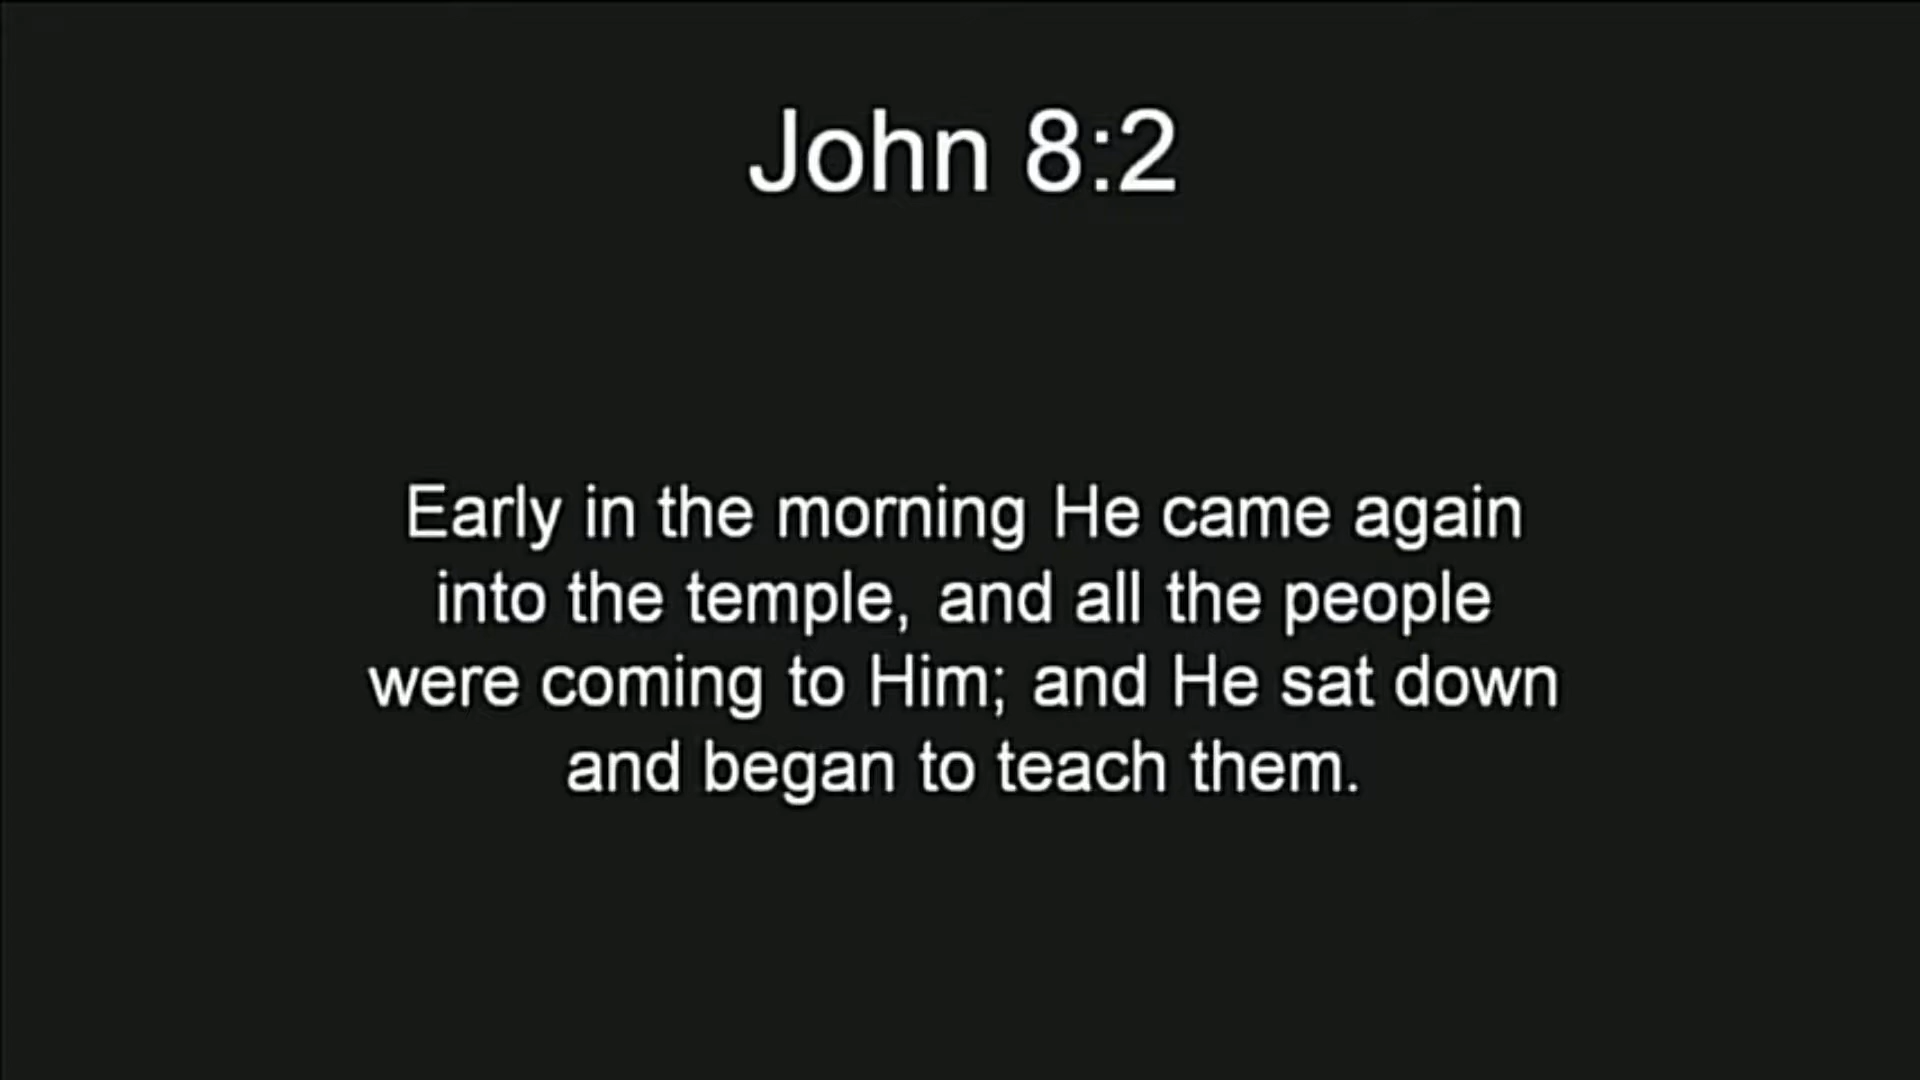 John 8:2
Early in the morning He came again
into the temple, and all the people
were coming to Him; and He sat down
and began to teach them.